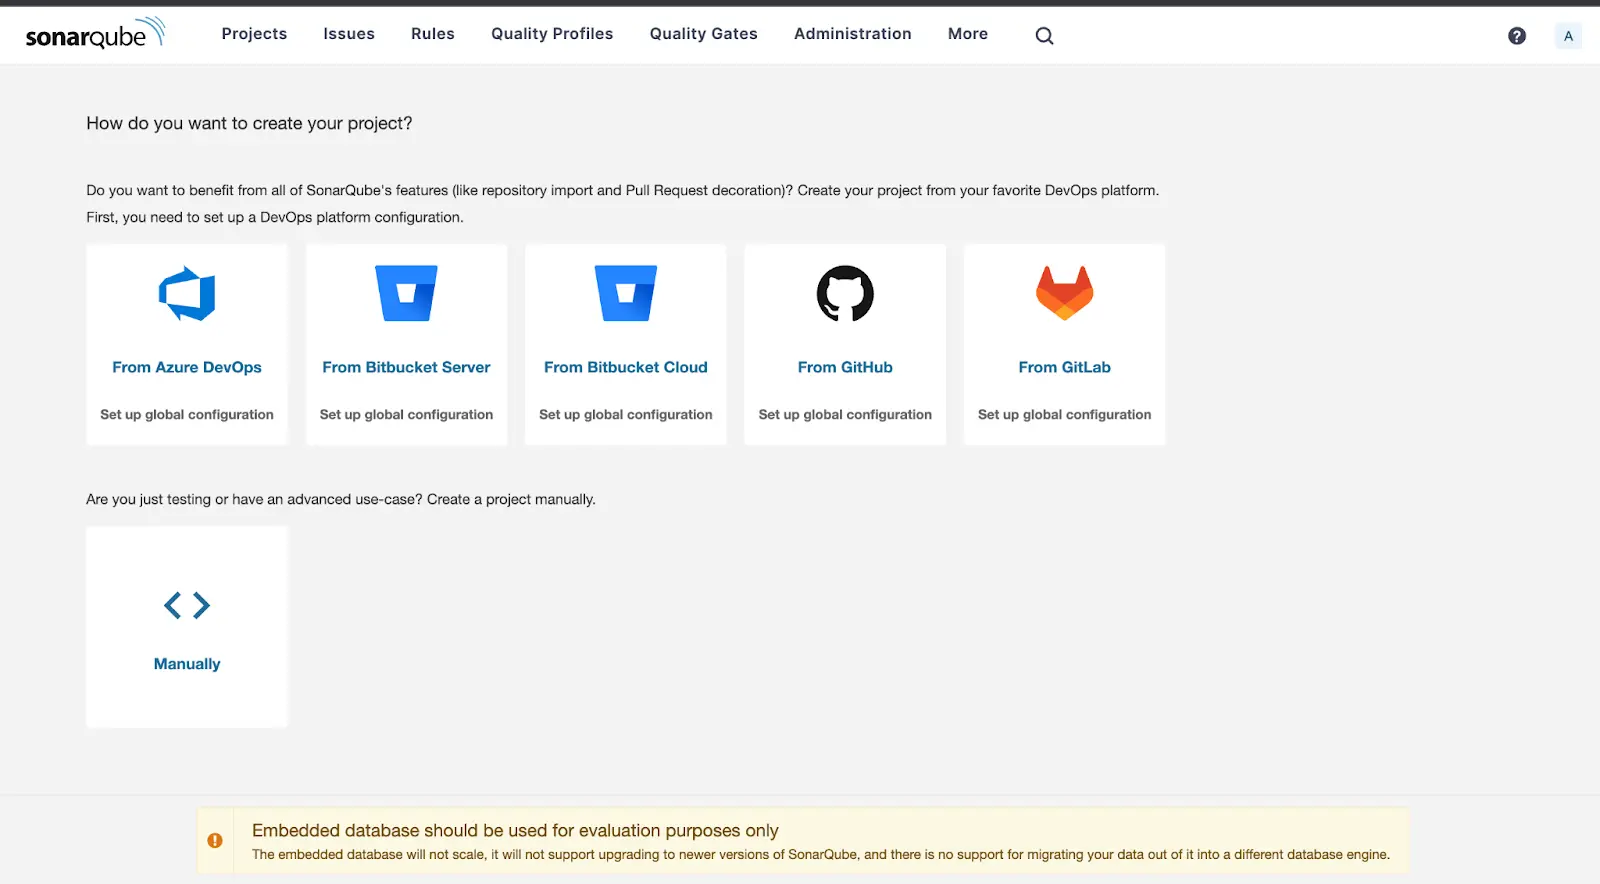 sonarqube Projects Issues Rules Quality Profiles Quality Gates Administration More ? A
How do you want to create your project?
Do you want to benefit from all of SonarQube's features (like repository import and Pull Request decoration)? Create your project from your favorite DevOps platform.
First, you need to set up a DevOps platform configuration.
From Azure DevOps From Bitbucket Server From Bitbucket Cloud From GitHub From GitLab
Set up global configuration Set up global configuration Set up global configuration Set up global configuration Set up global configuration
Are you just testing or have an advanced use-case? Create a project manually.
Manually
Embedded database should be used for evaluation purposes only
The embedded database will not scale, it will not support upgrading to newer versions of SonarQube, and there is no support for migrating your data out of it into a different database engine.